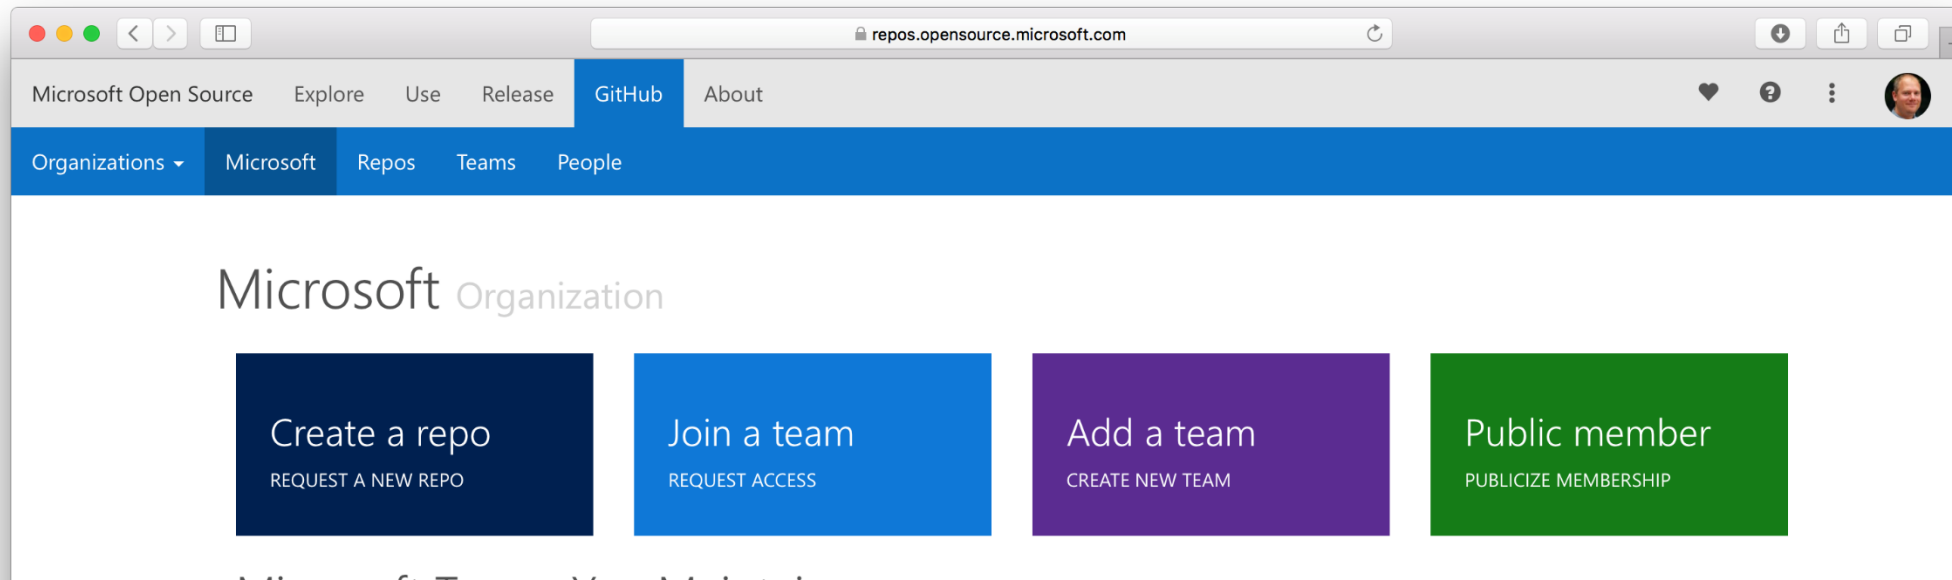 repos.opensource.microsoft.com
Microsoft Open Source Explore Use Release GitHub About
Organizations Microsoft Repos Teams People
Microsoft Organization
Create a repo
REQUEST A NEW REPO
Join a team
REQUEST ACCESS
Add a team
CREATE NEW TEAM
Public member
PUBLICIZE MEMBERSHIP